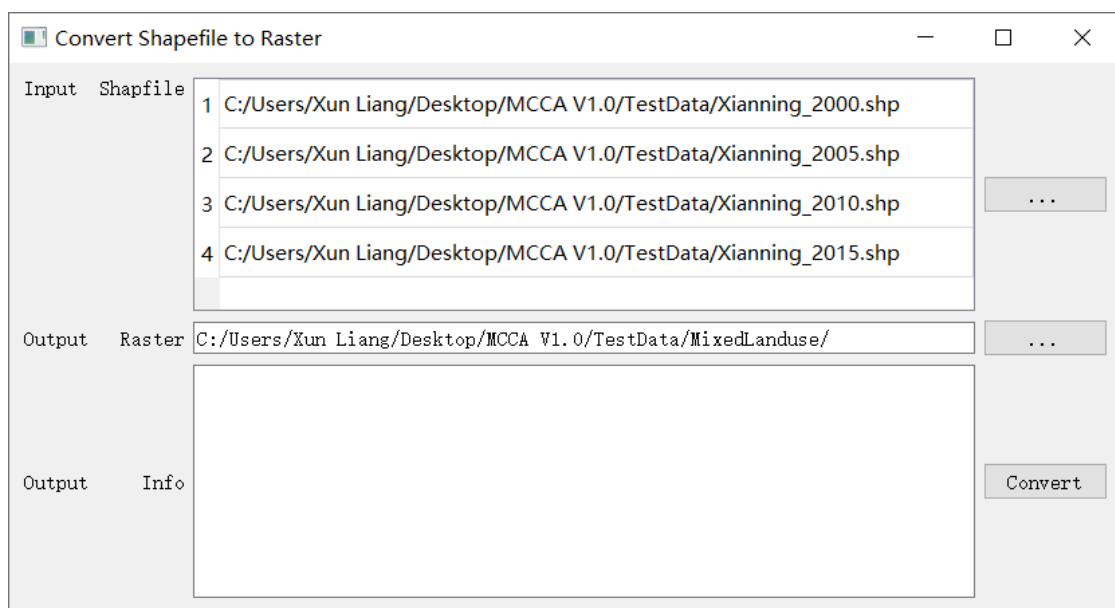 Convert Shapefile to Raster
Input Shapfile
1 C:/Users/Xun Liang/Desktop/MCCA V1.0/TestData/Xianning_2000.shp
2 C:/Users/Xun Liang/Desktop/MCCA V1.0/TestData/Xianning_2005.shp
3 C:/Users/Xun Liang/Desktop/MCCA V1.0/TestData/Xianning_2010.shp
4 C:/Users/Xun Liang/Desktop/MCCA V1.0/TestData/Xianning_2015.shp
...
Output Raster C:/Users/Xun Liang/Desktop/MCCA V1.0/TestData/MixedLanduse/ ...
Output Info Convert